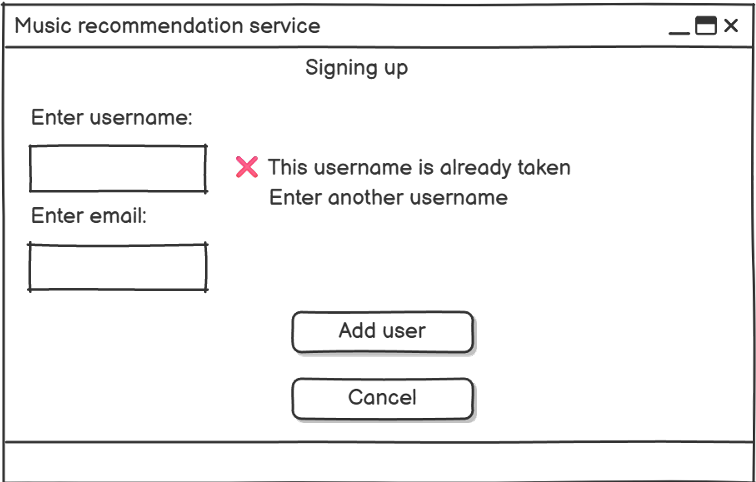 Music recommendation service
Signing up
Enter username:
This username is already taken
Enter another username
Enter email:
Add user
Cancel